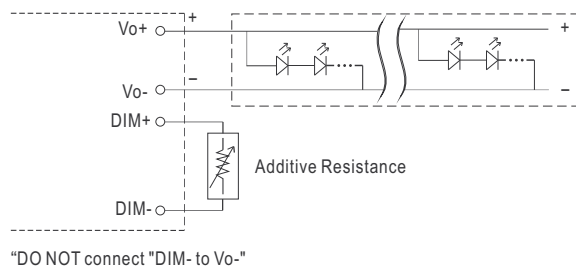 Vo+
+
+
Vo-
−
−
DIM+
Additive Resistance
DIM-
“DO NOT connect "DIM- to Vo-"